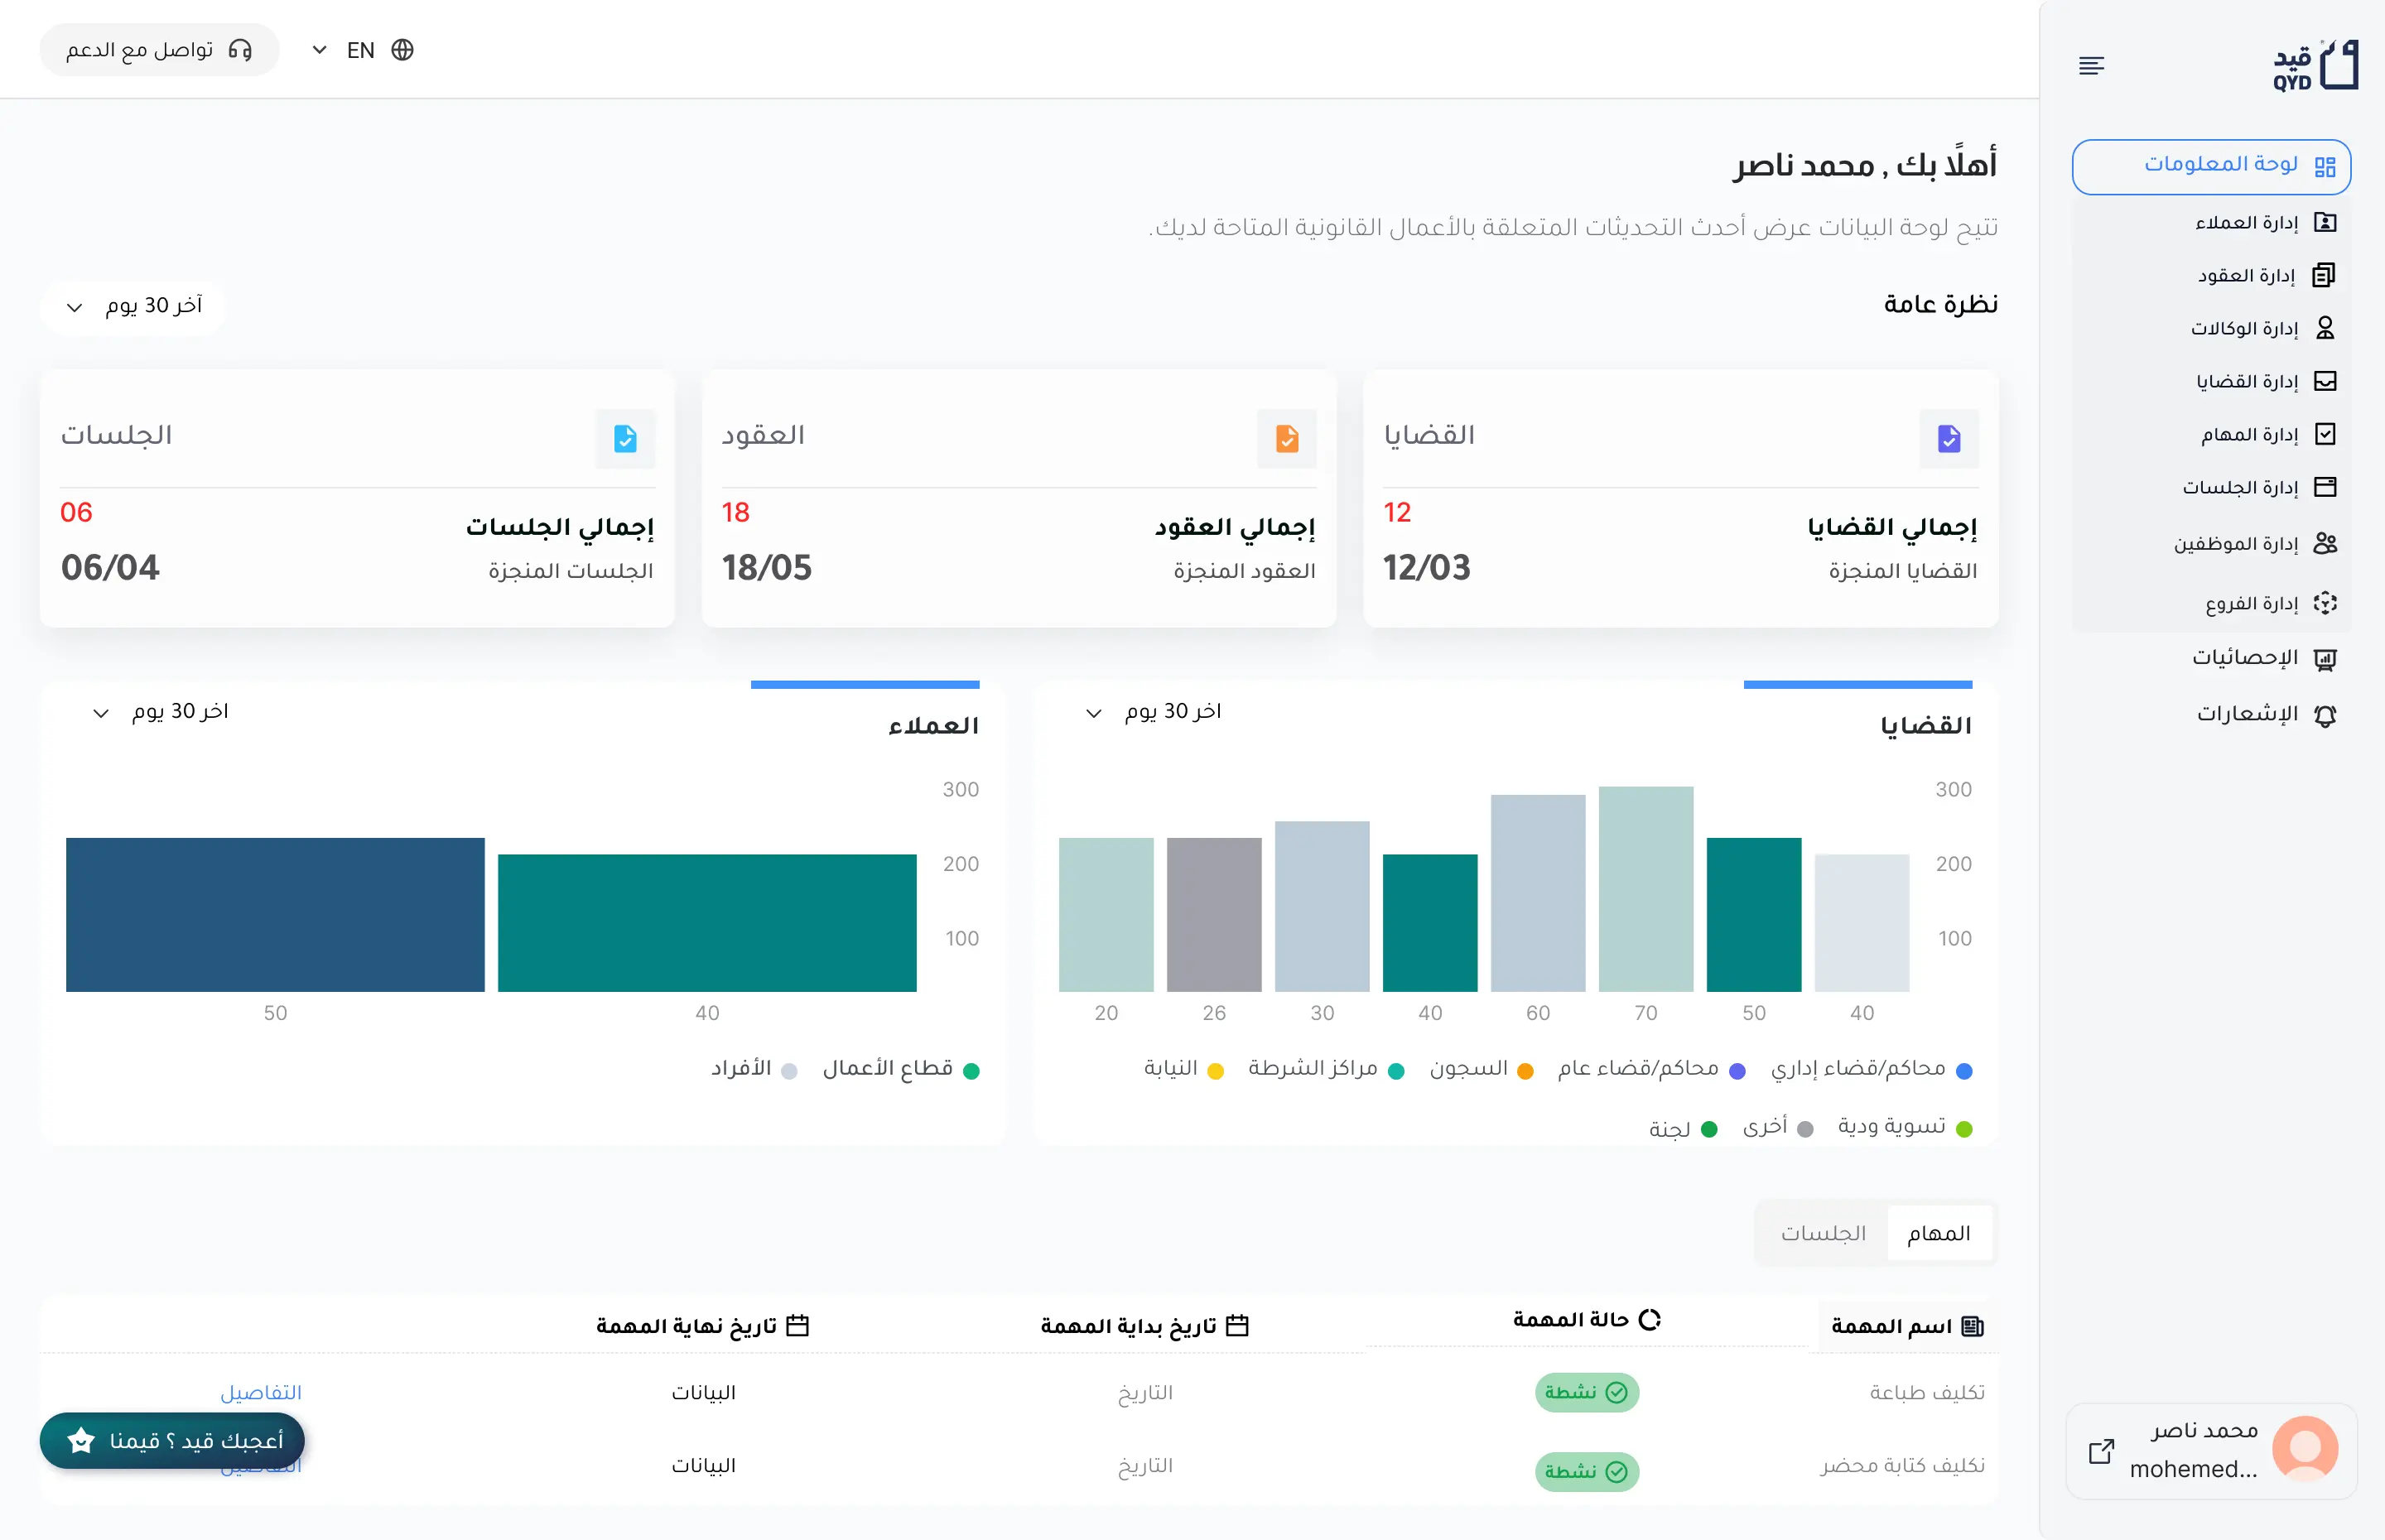 قيد
QYD
لوحة المعلومات
إدارة العملاء
إدارة العقود
إدارة الوكالات
إدارة القضايا
إدارة المهام
إدارة الجلسات
إدارة الموظفين
إدارة الفروع
الإحصائيات
الإشعارات
محمد ناصر
mohemed...
EN
تواصل مع الدعم
أهلًا بك , محمد ناصر
تتيح لوحة البيانات عرض أحدث التحديثات المتعلقة بالأعمال القانونية المتاحة لديك.
نظرة عامة
آخر 30 يوم
القضايا
إجمالي القضايا
12
القضايا المنجزة
12/03
العقود
إجمالي العقود
18
العقود المنجزة
18/05
الجلسات
إجمالي الجلسات
06
الجلسات المنجزة
06/04
القضايا
اخر 30 يوم
300
200
100
40
50
70
60
40
30
26
20
محاكم/قضاء إداري
محاكم/قضاء عام
السجون
مراكز الشرطة
النيابة
تسوية ودية
أخرى
لجنة
العملاء
اخر 30 يوم
300
200
100
40
50
قطاع الأعمال
الأفراد
المهام
الجلسات
اسم المهمة
حالة المهمة
تاريخ بداية المهمة
تاريخ نهاية المهمة
تكليف طباعة
نشطة
التاريخ
البيانات
التفاصيل
نكليف كتابة محضر
نشطة
التاريخ
البيانات
التفاصيل
أعجبك قيد ؟ قيمنا